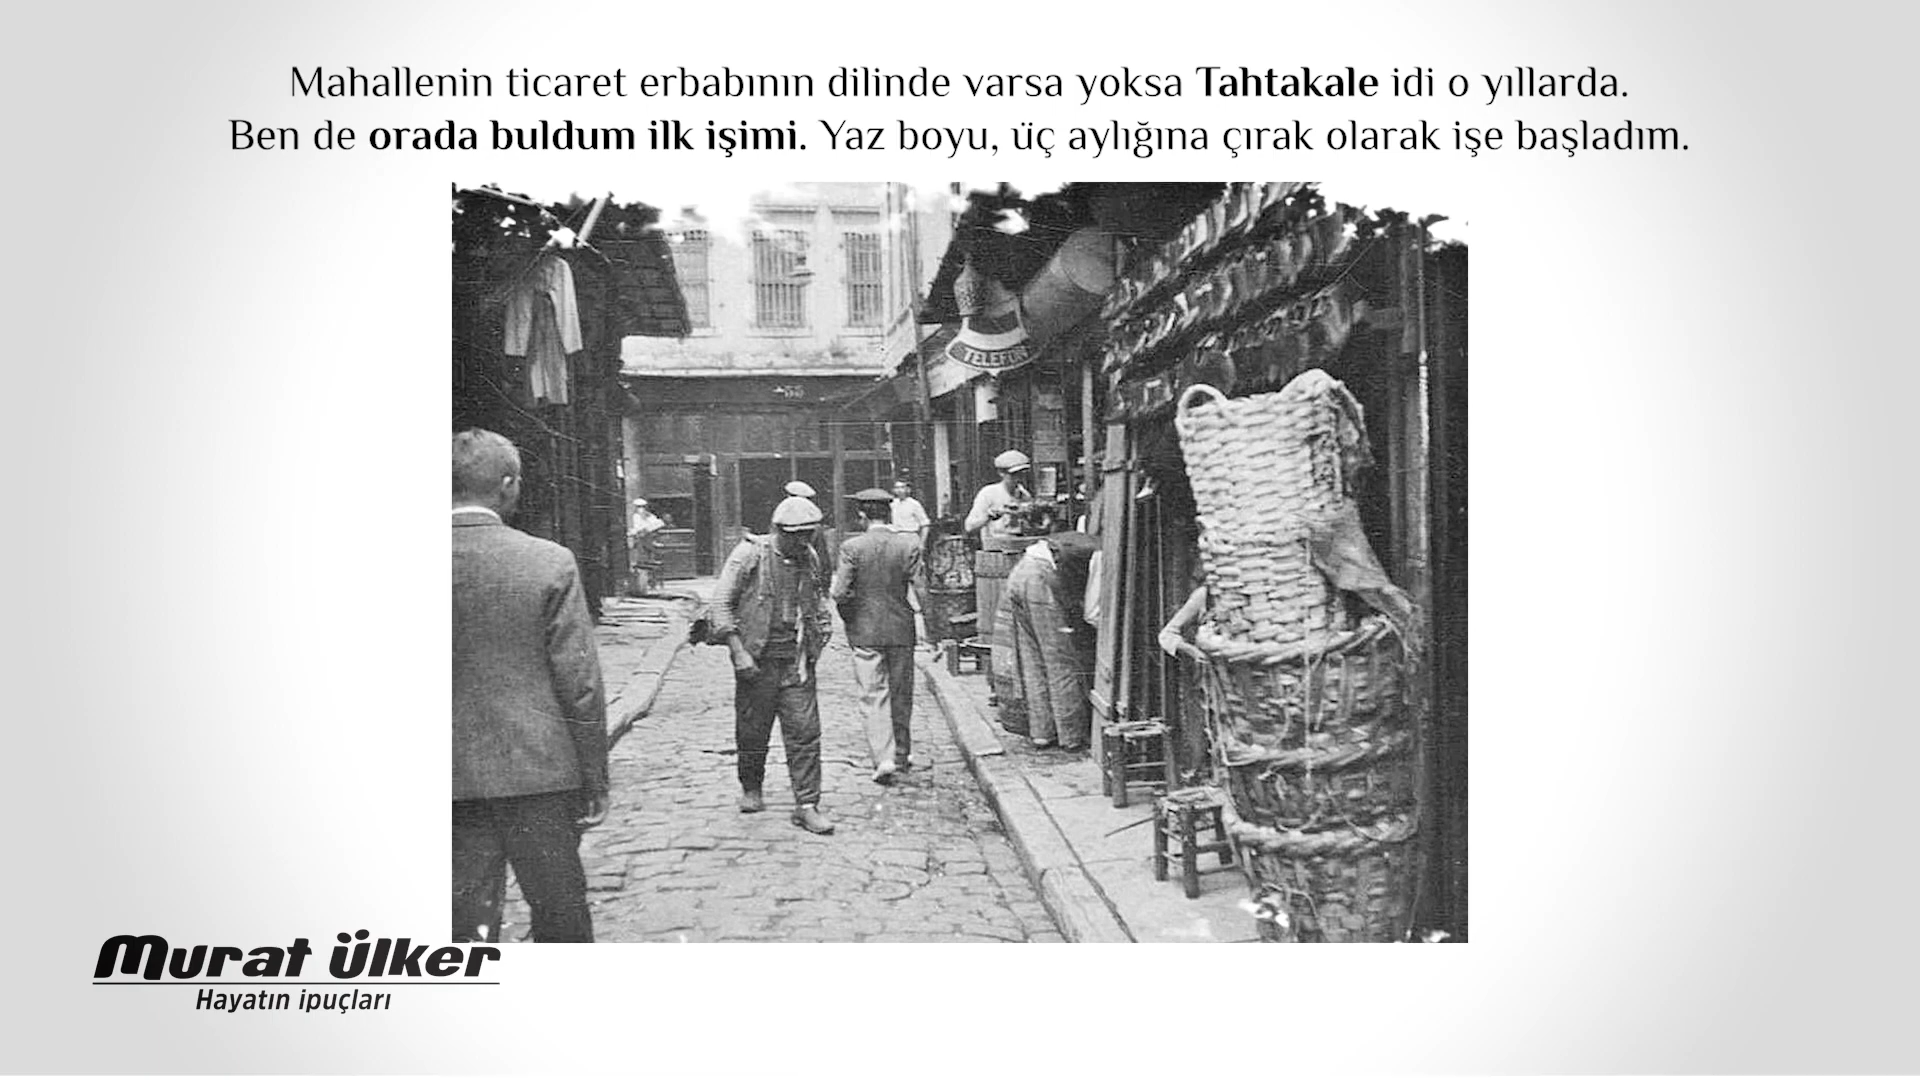 Mahallenin ticaret erbabının dilinde varsa yoksa Tahtakale idi o yıllarda.
Ben de orada buldum ilk işimi. Yaz boyu, üç aylığına çırak olarak işe başladım.
TELEFON
Murat Ülker
Hayatın ipuçları